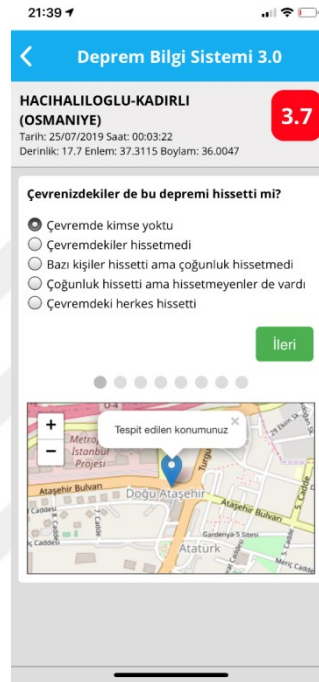 21:39
Deprem Bilgi Sistemi 3.0
HACIHALILOGLU-KADIRLI
(OSMANIYE)
3.7
Tarih: 25/07/2019 Saat: 00:03:22
Derinlik: 17.7 Enlem: 37.3115 Boylam: 36.0047
Çevrenizdekiler de bu depremi hissetti mi?
Çevremde kimse yoktu
Çevremdekiler hissetmedi
Bazı kişiler hissetti ama çoğunluk hissetmedi
Çoğunluk hissetti ama hissetmeyenler de vardı
Çevremdeki herkes hissetti
İleri
+
−
Tespit edilen konumunuz
×
O-4
İstanbul
Projesi
Ataşehir Bulvarı
Doğu Ataşehir
Ataşehir Bulvarı
Gardenya 5 Sitesi
Atatürk
Meriç Cadde